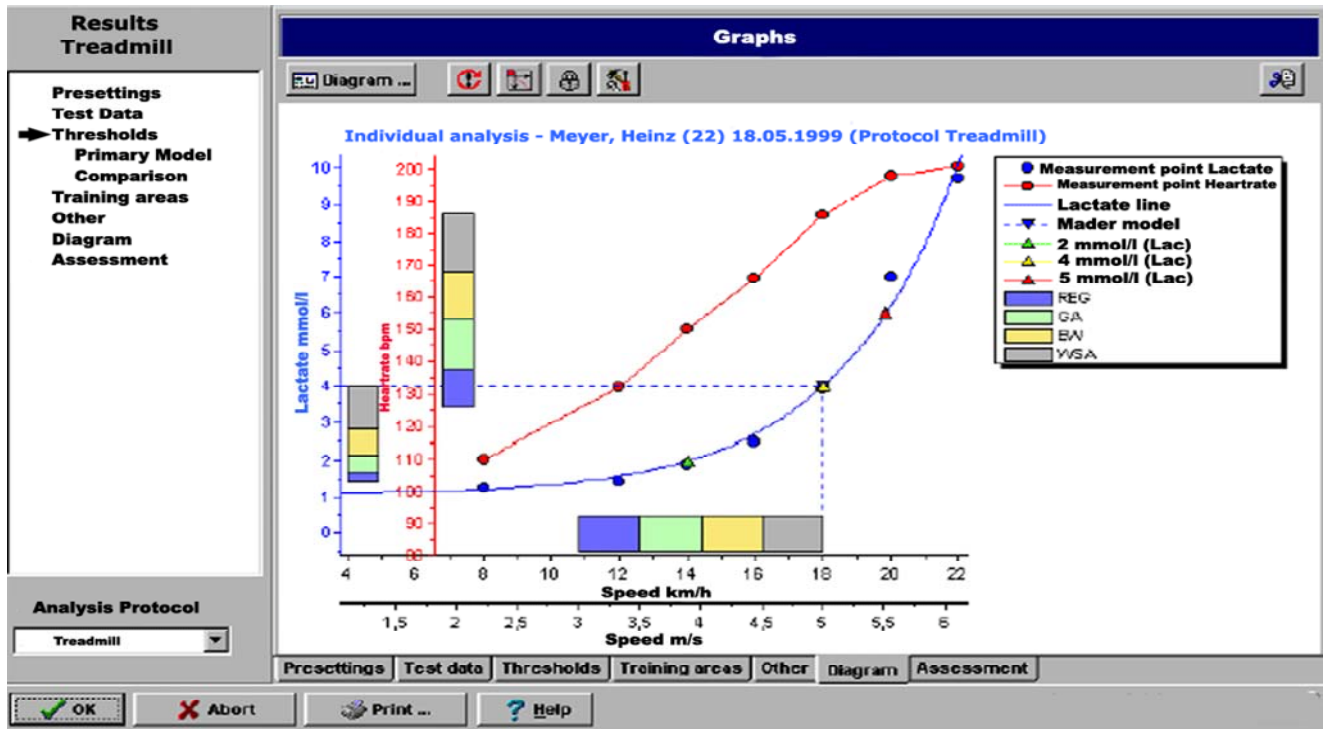 Results
Treadmill
Presettings
Test Data
Thresholds
Primary Model
Comparison
Training areas
Other
Diagram
Assessment
Analysis Protocol
Treadmill
Graphs
Diagram ...
Individual analysis - Meyer, Heinz (22) 18.05.1999 (Protocol Treadmill)
Lactate mmol/l
10
9
8
7
6
5
4
3
2
1
0
Heartrate bpm
200
190
180
170
160
150
140
130
120
110
100
90
80
4 6 8 10 12 14 16 18 20 22
Speed km/h
1,5 2 2,5 3 3,5 4 4,5 5 5,5 6
Speed m/s
Measurement point Lactate
Measurement point Heartrate
Lactate line
Mader model
2 mmol/l (Lac)
4 mmol/l (Lac)
5 mmol/l (Lac)
REG
GA
BW
WSA
Presettings Test data Thresholds Training areas Other Diagram Assessment
OK Abort Print ... Help